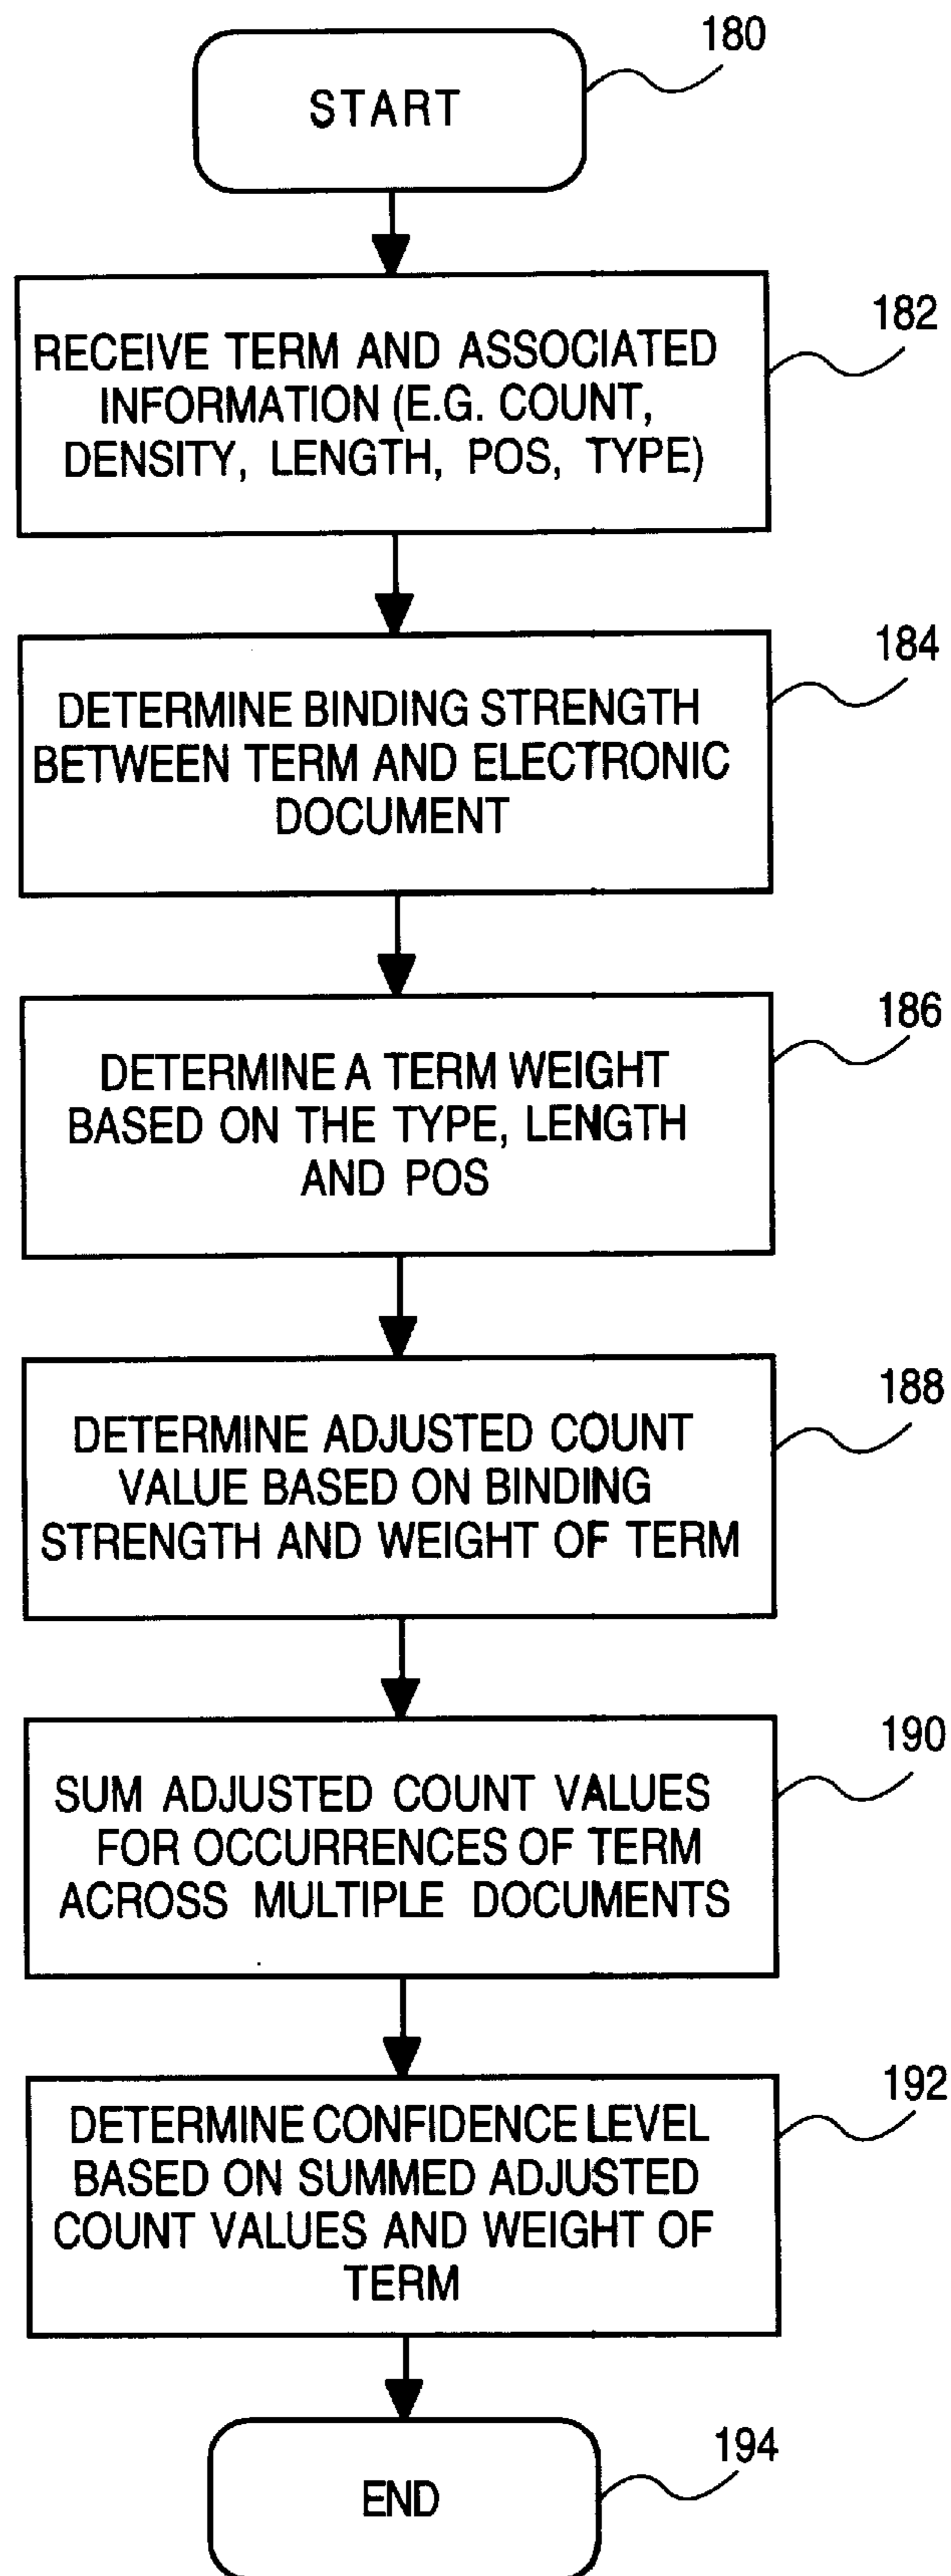 180
START
182
RECEIVE TERM AND ASSOCIATED
INFORMATION (E.G. COUNT,
DENSITY, LENGTH, POS, TYPE)
184
DETERMINE BINDING STRENGTH
BETWEEN TERM AND ELECTRONIC
DOCUMENT
186
DETERMINE A TERM WEIGHT
BASED ON THE TYPE, LENGTH
AND POS
188
DETERMINE ADJUSTED COUNT
VALUE BASED ON BINDING
STRENGTH AND WEIGHT OF TERM
190
SUM ADJUSTED COUNT VALUES
FOR OCCURRENCES OF TERM
ACROSS MULTIPLE DOCUMENTS
192
DETERMINE CONFIDENCE LEVEL
BASED ON SUMMED ADJUSTED
COUNT VALUES AND WEIGHT OF
TERM
194
END